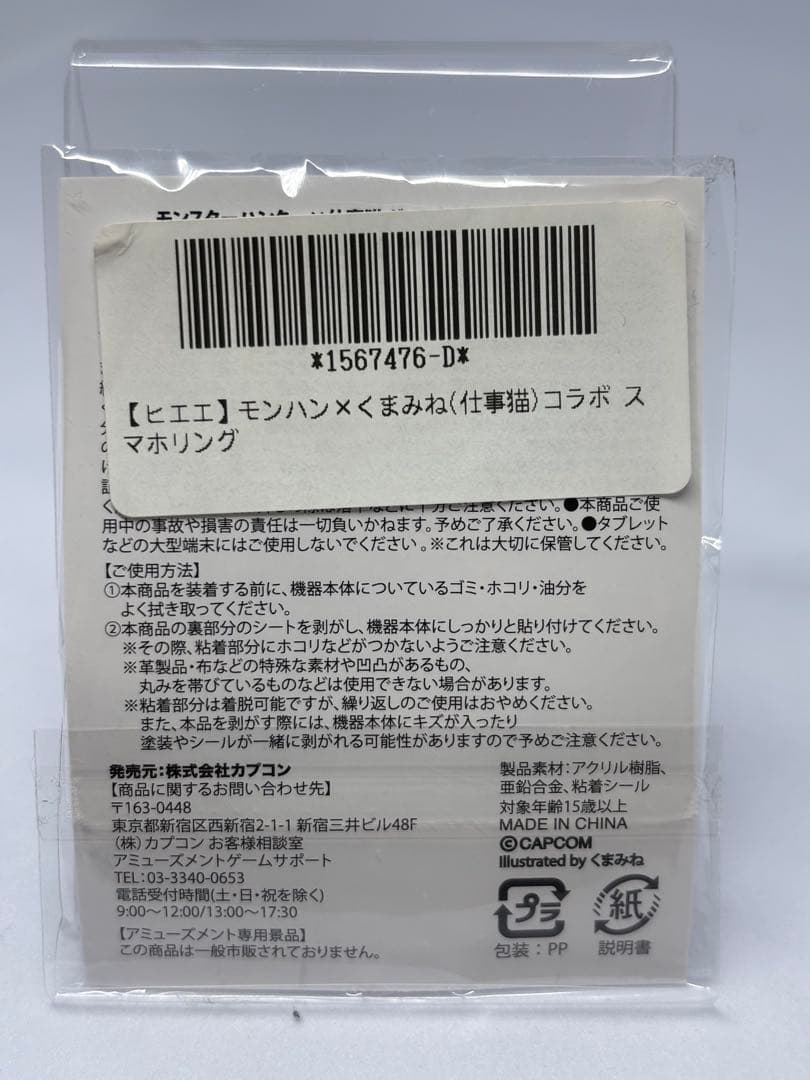 モンスターハンター×仕事猫
*1567476-D*
【ヒエエ】モンハン×くまみね(仕事猫)コラボ ス
マホリング
ご注意ください。●本商品ご使
用中の事故や損害の責任は一切負いかねます。予めご了承ください。●タブレット
などの大型端末にはご使用しないでください。※これは大切に保管してください。
【ご使用方法】
①本商品を装着する前に、機器本体についているゴミ・ホコリ・油分を
よく拭き取ってください。
②本商品の裏部分のシートを剥がし、機器本体にしっかりと貼り付けてください。
※その際、粘着部分にホコリなどがつかないようご注意ください。
※革製品・布などの特殊な素材や凹凸があるもの、
丸みを帯びているものなどは使用できない場合があります。
※粘着部分は着脱可能ですが、繰り返しのご使用はおやめください。
また、本品を剥がす際には、機器本体にキズが入ったり
塗装やシールが一緒に剥がれる可能性がありますので予めご注意ください。
発売元:株式会社カプコン
【商品に関するお問い合わせ先】
〒163-0448
東京都新宿区西新宿2-1-1 新宿三井ビル48F
(株)カプコン お客様相談室
アミューズメントゲームサポート
TEL:03-3340-0653
電話受付時間(土・日・祝を除く)
9:00〜12:00/13:00〜17:30
【アミューズメント専用景品】
この商品は一般市販されておりません。
製品素材:アクリル樹脂、
亜鉛合金、粘着シール
対象年齢15歳以上
MADE IN CHINA
©CAPCOM
Illustrated by くまみね
プラ
包装:PP
紙
説明書